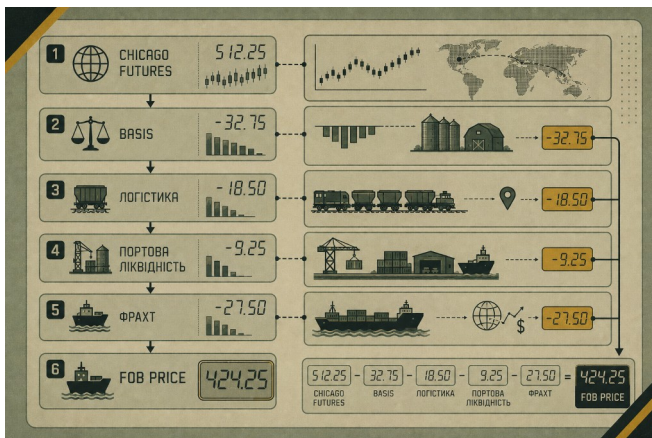 1
CHICAGO
FUTURES
512.25
2
BASIS
-32.75
-32.75
3
ЛОГІСТИКА
-18.50
-18.50
4
ПОРТОВА
ЛІКВІДНІСТЬ
-9.25
-9.25
5
ФРАХТ
-27.50
$
-27.50
6
FOB PRICE
424.25
512.25 - 32.75 - 18.50 - 9.25 - 27.50 = 424.25
CHICAGO
FUTURES
BASIS
ЛОГІСТИКА
ПОРТОВА
ЛІКВІДНІСТЬ
ФРАХТ
FOB PRICE